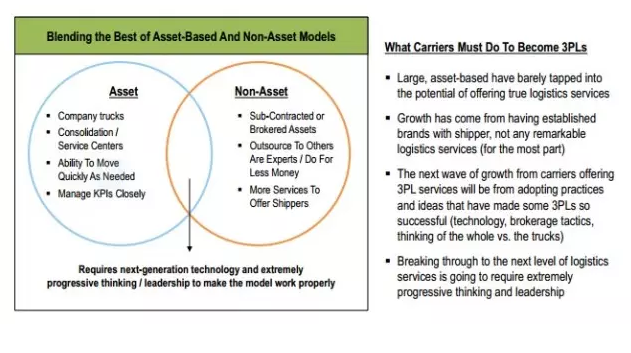 Blending the Best of Asset-Based And Non-Asset Models
Asset
Company trucks
Consolidation /
Service Centers
Ability To Move
Quickly As Needed
Manage KPIs Closely
Non-Asset
Sub-Contracted or
Brokered Assets
Outsource To Others
Are Experts / Do For
Less Money
More Services To
Offer Shippers
Requires next-generation technology and extremely
progressive thinking / leadership to make the model work properly
What Carriers Must Do To Become 3PLs
Large, asset-based have barely tapped into
the potential of offering true logistics services
Growth has come from having established
brands with shipper, not any remarkable
logistics services (for the most part)
The next wave of growth from carriers offering
3PL services will be from adopting practices
and ideas that have made some 3PLs so
successful (technology, brokerage tactics,
thinking of the whole vs. the trucks)
Breaking through to the next level of logistics
services is going to require extremely
progressive thinking and leadership